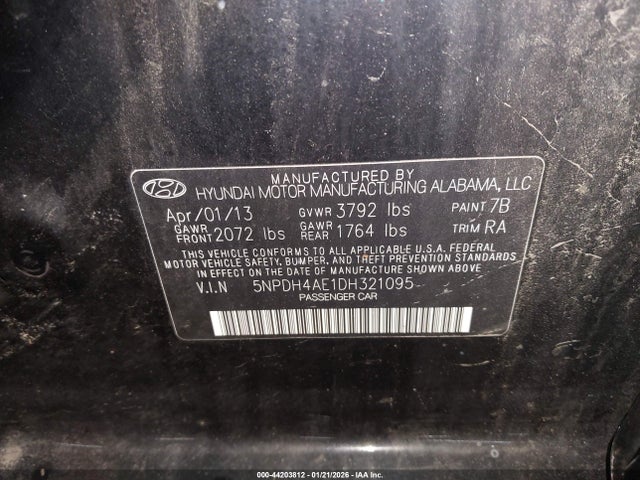 MANUFACTURED BY
HYUNDAI MOTOR MANUFACTURING ALABAMA, LLC
Apr/01/13 GVWR 3792 lbs PAINT 7B
GAWR FRONT 2072 lbs GAWR REAR 1764 lbs TRIM RA
THIS VEHICLE CONFORMS TO ALL APPLICABLE U.S.A. FEDERAL
MOTOR VEHICLE SAFETY, BUMPER, AND THEFT PREVENTION STANDARDS
IN EFFECT ON THE DATE OF MANUFACTURE SHOWN ABOVE.
V.I.N 5NPDH4AE1DH321095
PASSENGER CAR
000-44203812 - 01/21/2026 - IAA Inc.